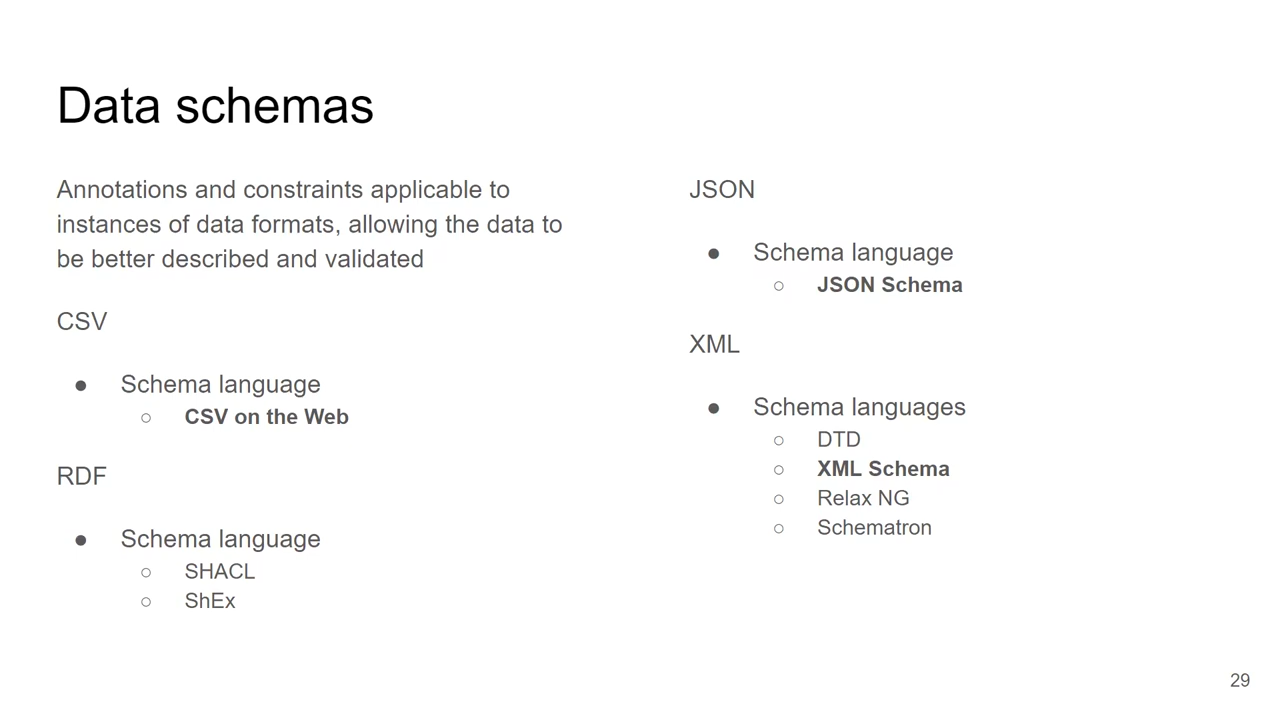 Data schemas
Annotations and constraints applicable to
instances of data formats, allowing the data to
be better described and validated
CSV
● Schema language
○ CSV on the Web
RDF
● Schema language
○ SHACL
○ ShEx
JSON
● Schema language
○ JSON Schema
XML
● Schema languages
○ DTD
○ XML Schema
○ Relax NG
○ Schematron
29